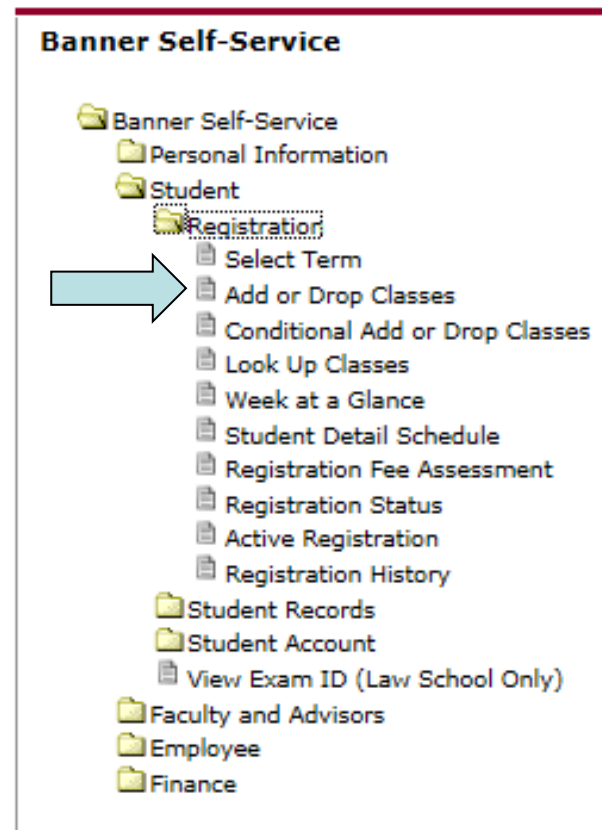 Banner Self-Service
Banner Self-Service
Personal Information
Student
Registration
Select Term
Add or Drop Classes
Conditional Add or Drop Classes
Look Up Classes
Week at a Glance
Student Detail Schedule
Registration Fee Assessment
Registration Status
Active Registration
Registration History
Student Records
Student Account
View Exam ID (Law School Only)
Faculty and Advisors
Employee
Finance